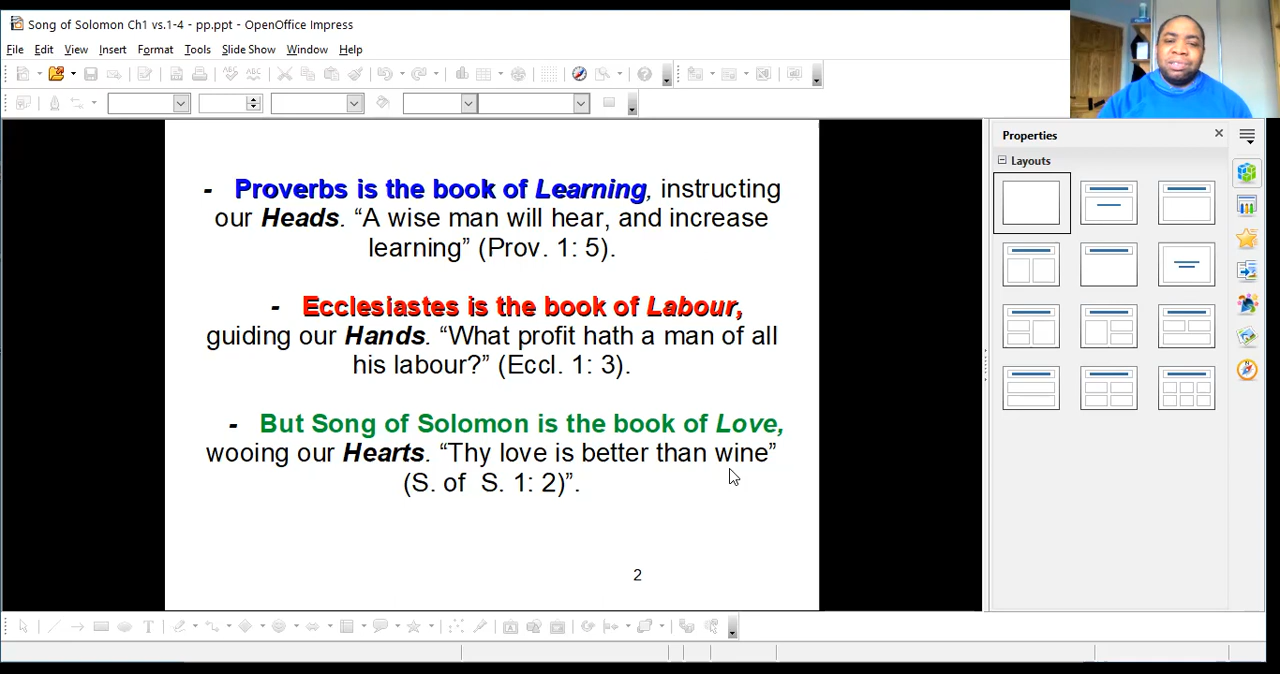 Song of Solomon Ch1 vs.1-4 - pp.ppt - OpenOffice Impress
File Edit View Insert Format Tools Slide Show Window Help
Properties
Layouts
- Proverbs is the book of Learning, instructing
our Heads. “A wise man will hear, and increase
learning” (Prov. 1: 5).
- Ecclesiastes is the book of Labour,
guiding our Hands. “What profit hath a man of all
his labour?” (Eccl. 1: 3).
- But Song of Solomon is the book of Love,
wooing our Hearts. “Thy love is better than wine”
(S. of S. 1: 2)”.
2